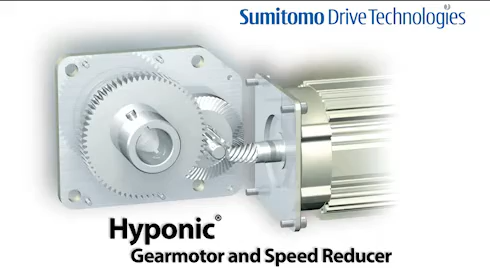 Sumitomo Drive Technologies®
Hyponic®
Gearmotor and Speed Reducer